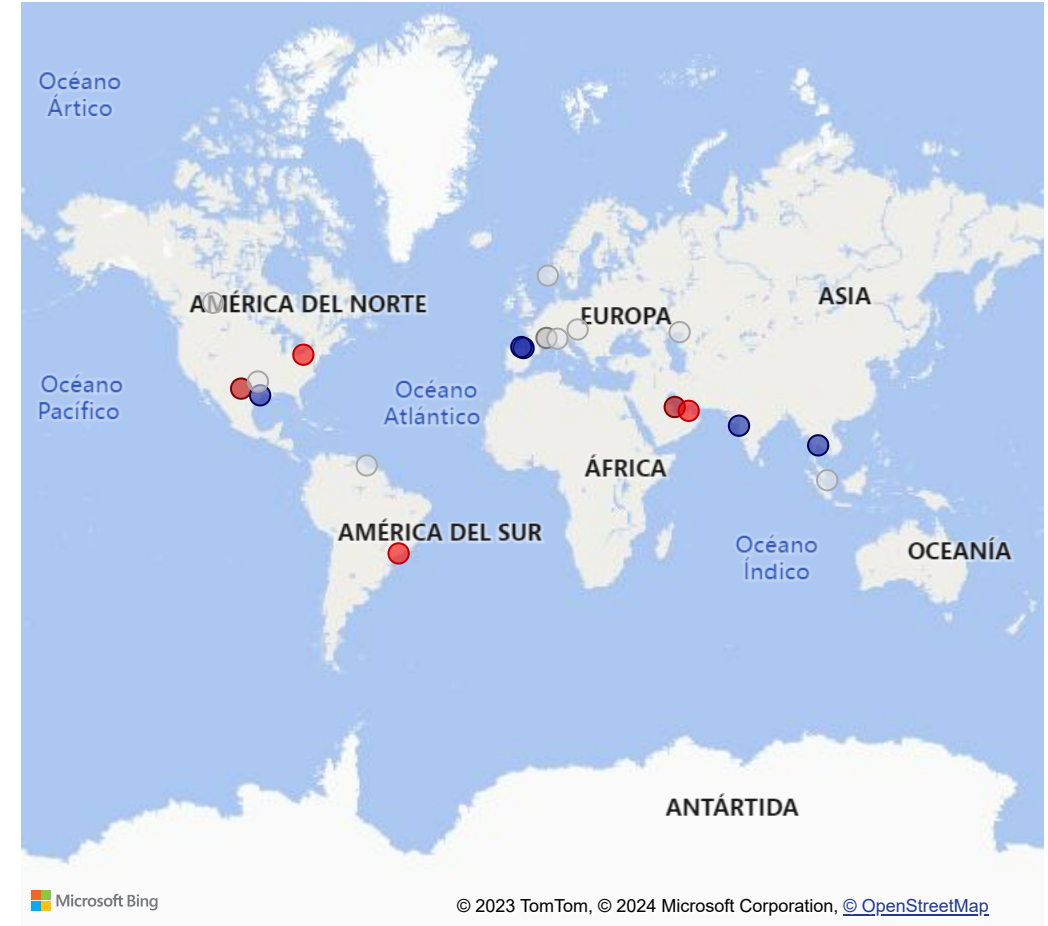 Océano
Ártico
AMÉRICA DEL NORTE
EUROPA
ASIA
Océano
Pacífico
Océano
Atlántico
ÁFRICA
AMÉRICA DEL SUR
Océano
Índico
OCEANÍA
ANTÁRTIDA
Microsoft Bing
© 2023 TomTom, © 2024 Microsoft Corporation, © OpenStreetMap